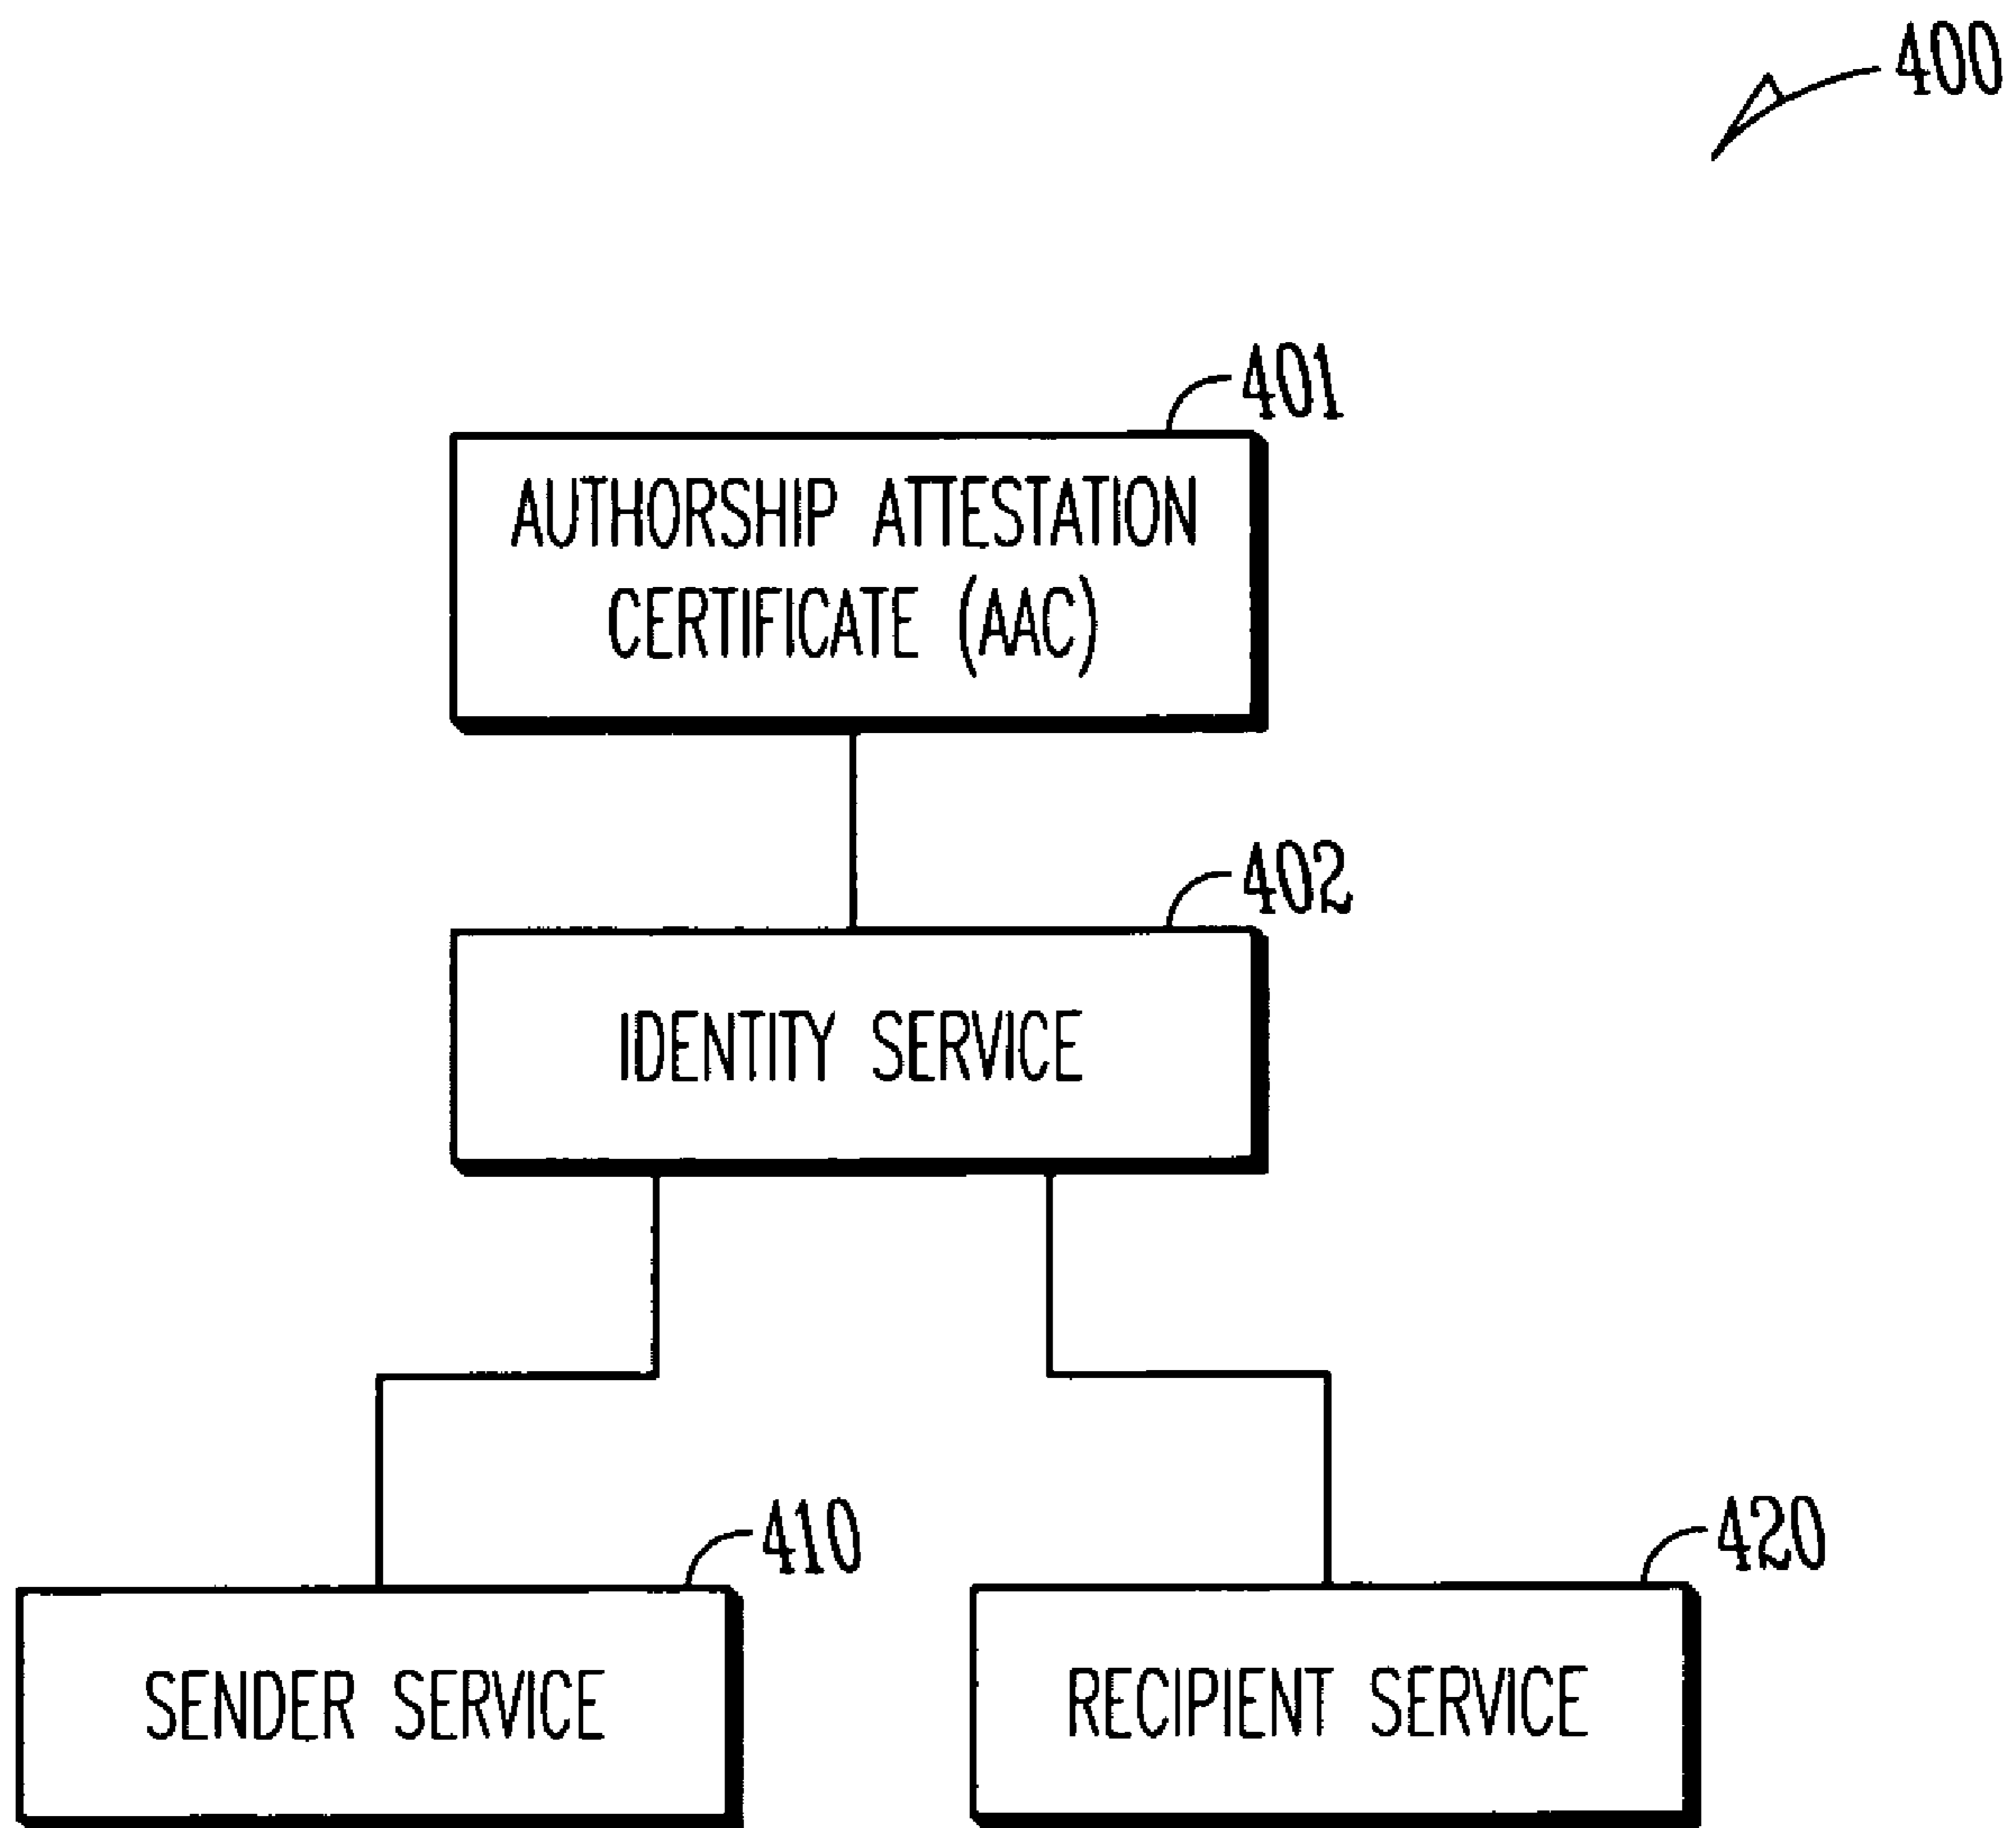 400
401
AUTHORSHIP ATTESTATION
CERTIFICATE (AAC)
402
IDENTITY SERVICE
410
SENDER SERVICE
420
RECIPIENT SERVICE